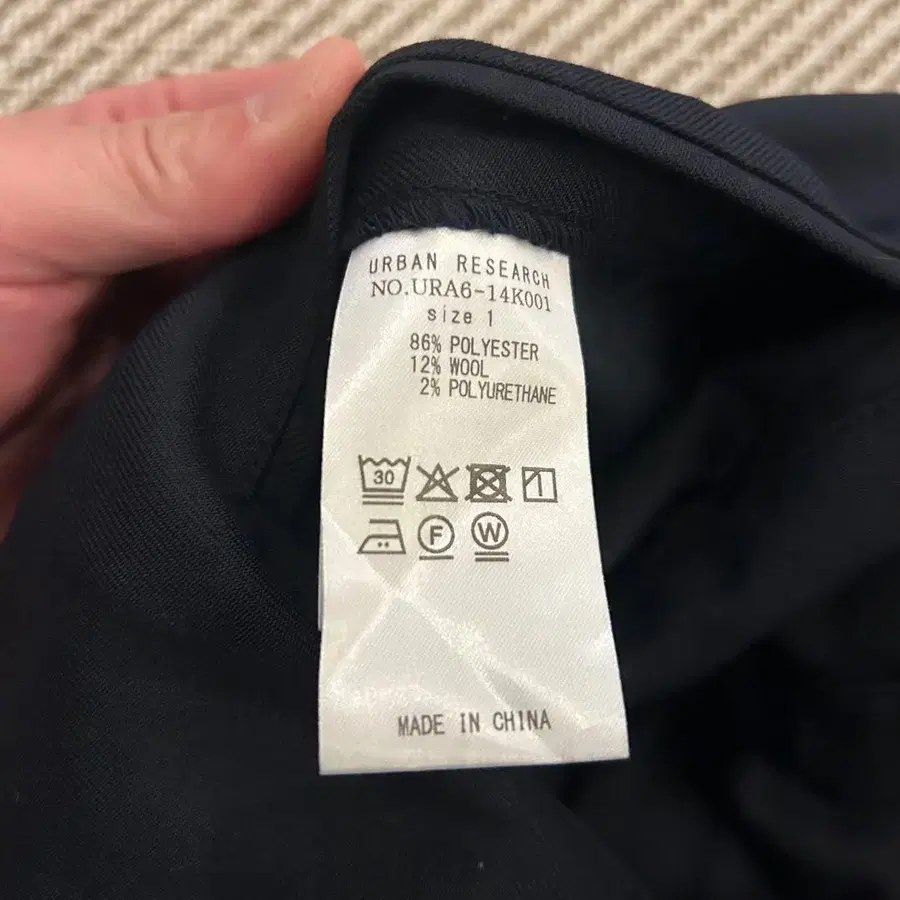 URBAN RESEARCH
NO.URA6-14K001
size 1
86% POLYESTER
12% WOOL
2% POLYURETHANE
30
F W
MADE IN CHINA